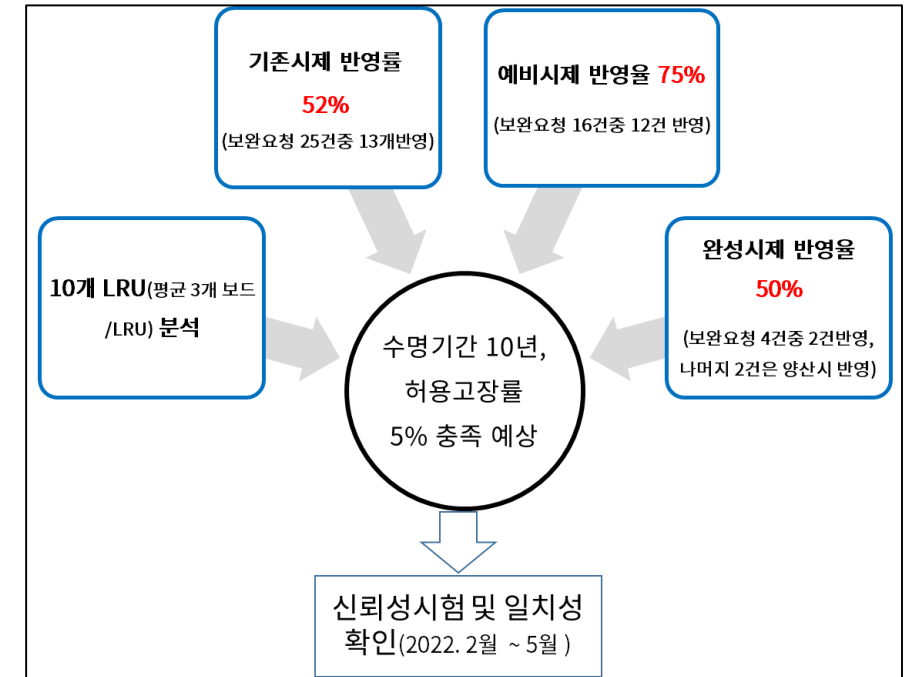 기존시제 반영률
52%
(보완요청 25건중 13개반영)
예비시제 반영율 75%
(보완요청 16건중 12건 반영)
10개 LRU(평균 3개 보드
/LRU) 분석
완성시제 반영율
50%
(보완요청 4건중 2건반영,
나머지 2건은 양산시 반영)
수명기간 10년,
허용고장률
5% 충족 예상
신뢰성시험 및 일치성
확인(2022. 2월 ~ 5월 )